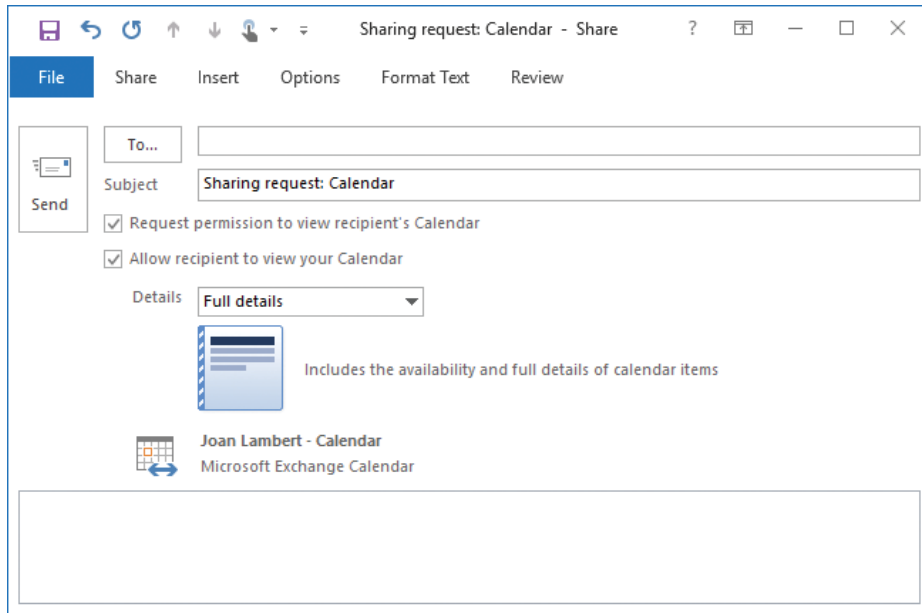 Sharing request: Calendar - Share ?
File Share Insert Options Format Text Review
To...
Send
Subject Sharing request: Calendar
Request permission to view recipient's Calendar
Allow recipient to view your Calendar
Details Full details
Includes the availability and full details of calendar items
Joan Lambert - Calendar
Microsoft Exchange Calendar